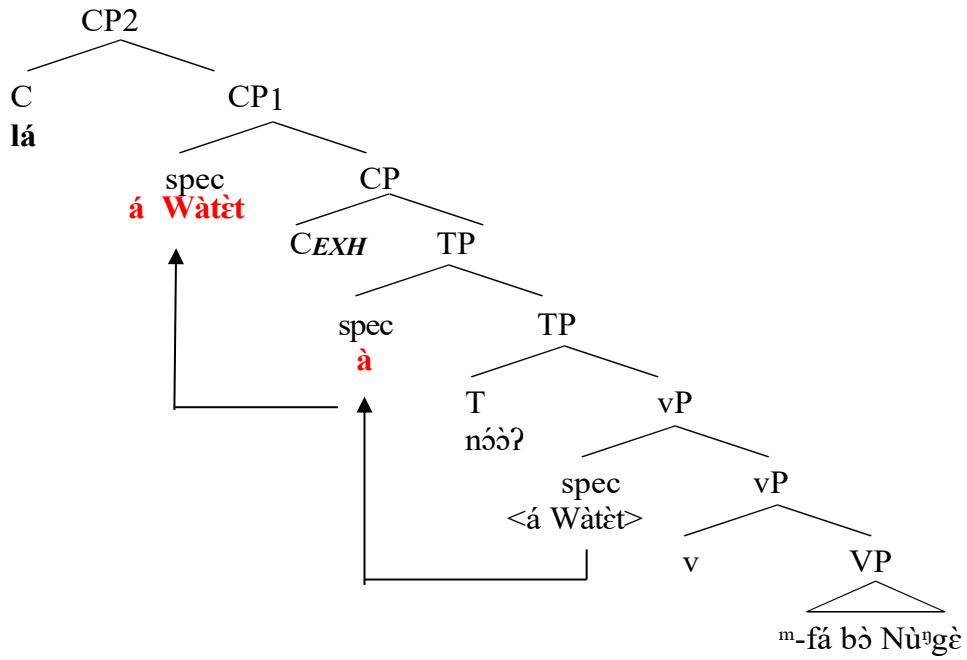 CP2
C CP1
lá
spec CP
á Wàtɛ̀t
CEXH TP
spec TP
à
T vP
nɔ́ɔ̀ʔ
spec vP
<á Wàtɛ̀t>
v VP
ᵐ-fá bɔ̀ Nùᵑgɛ̀